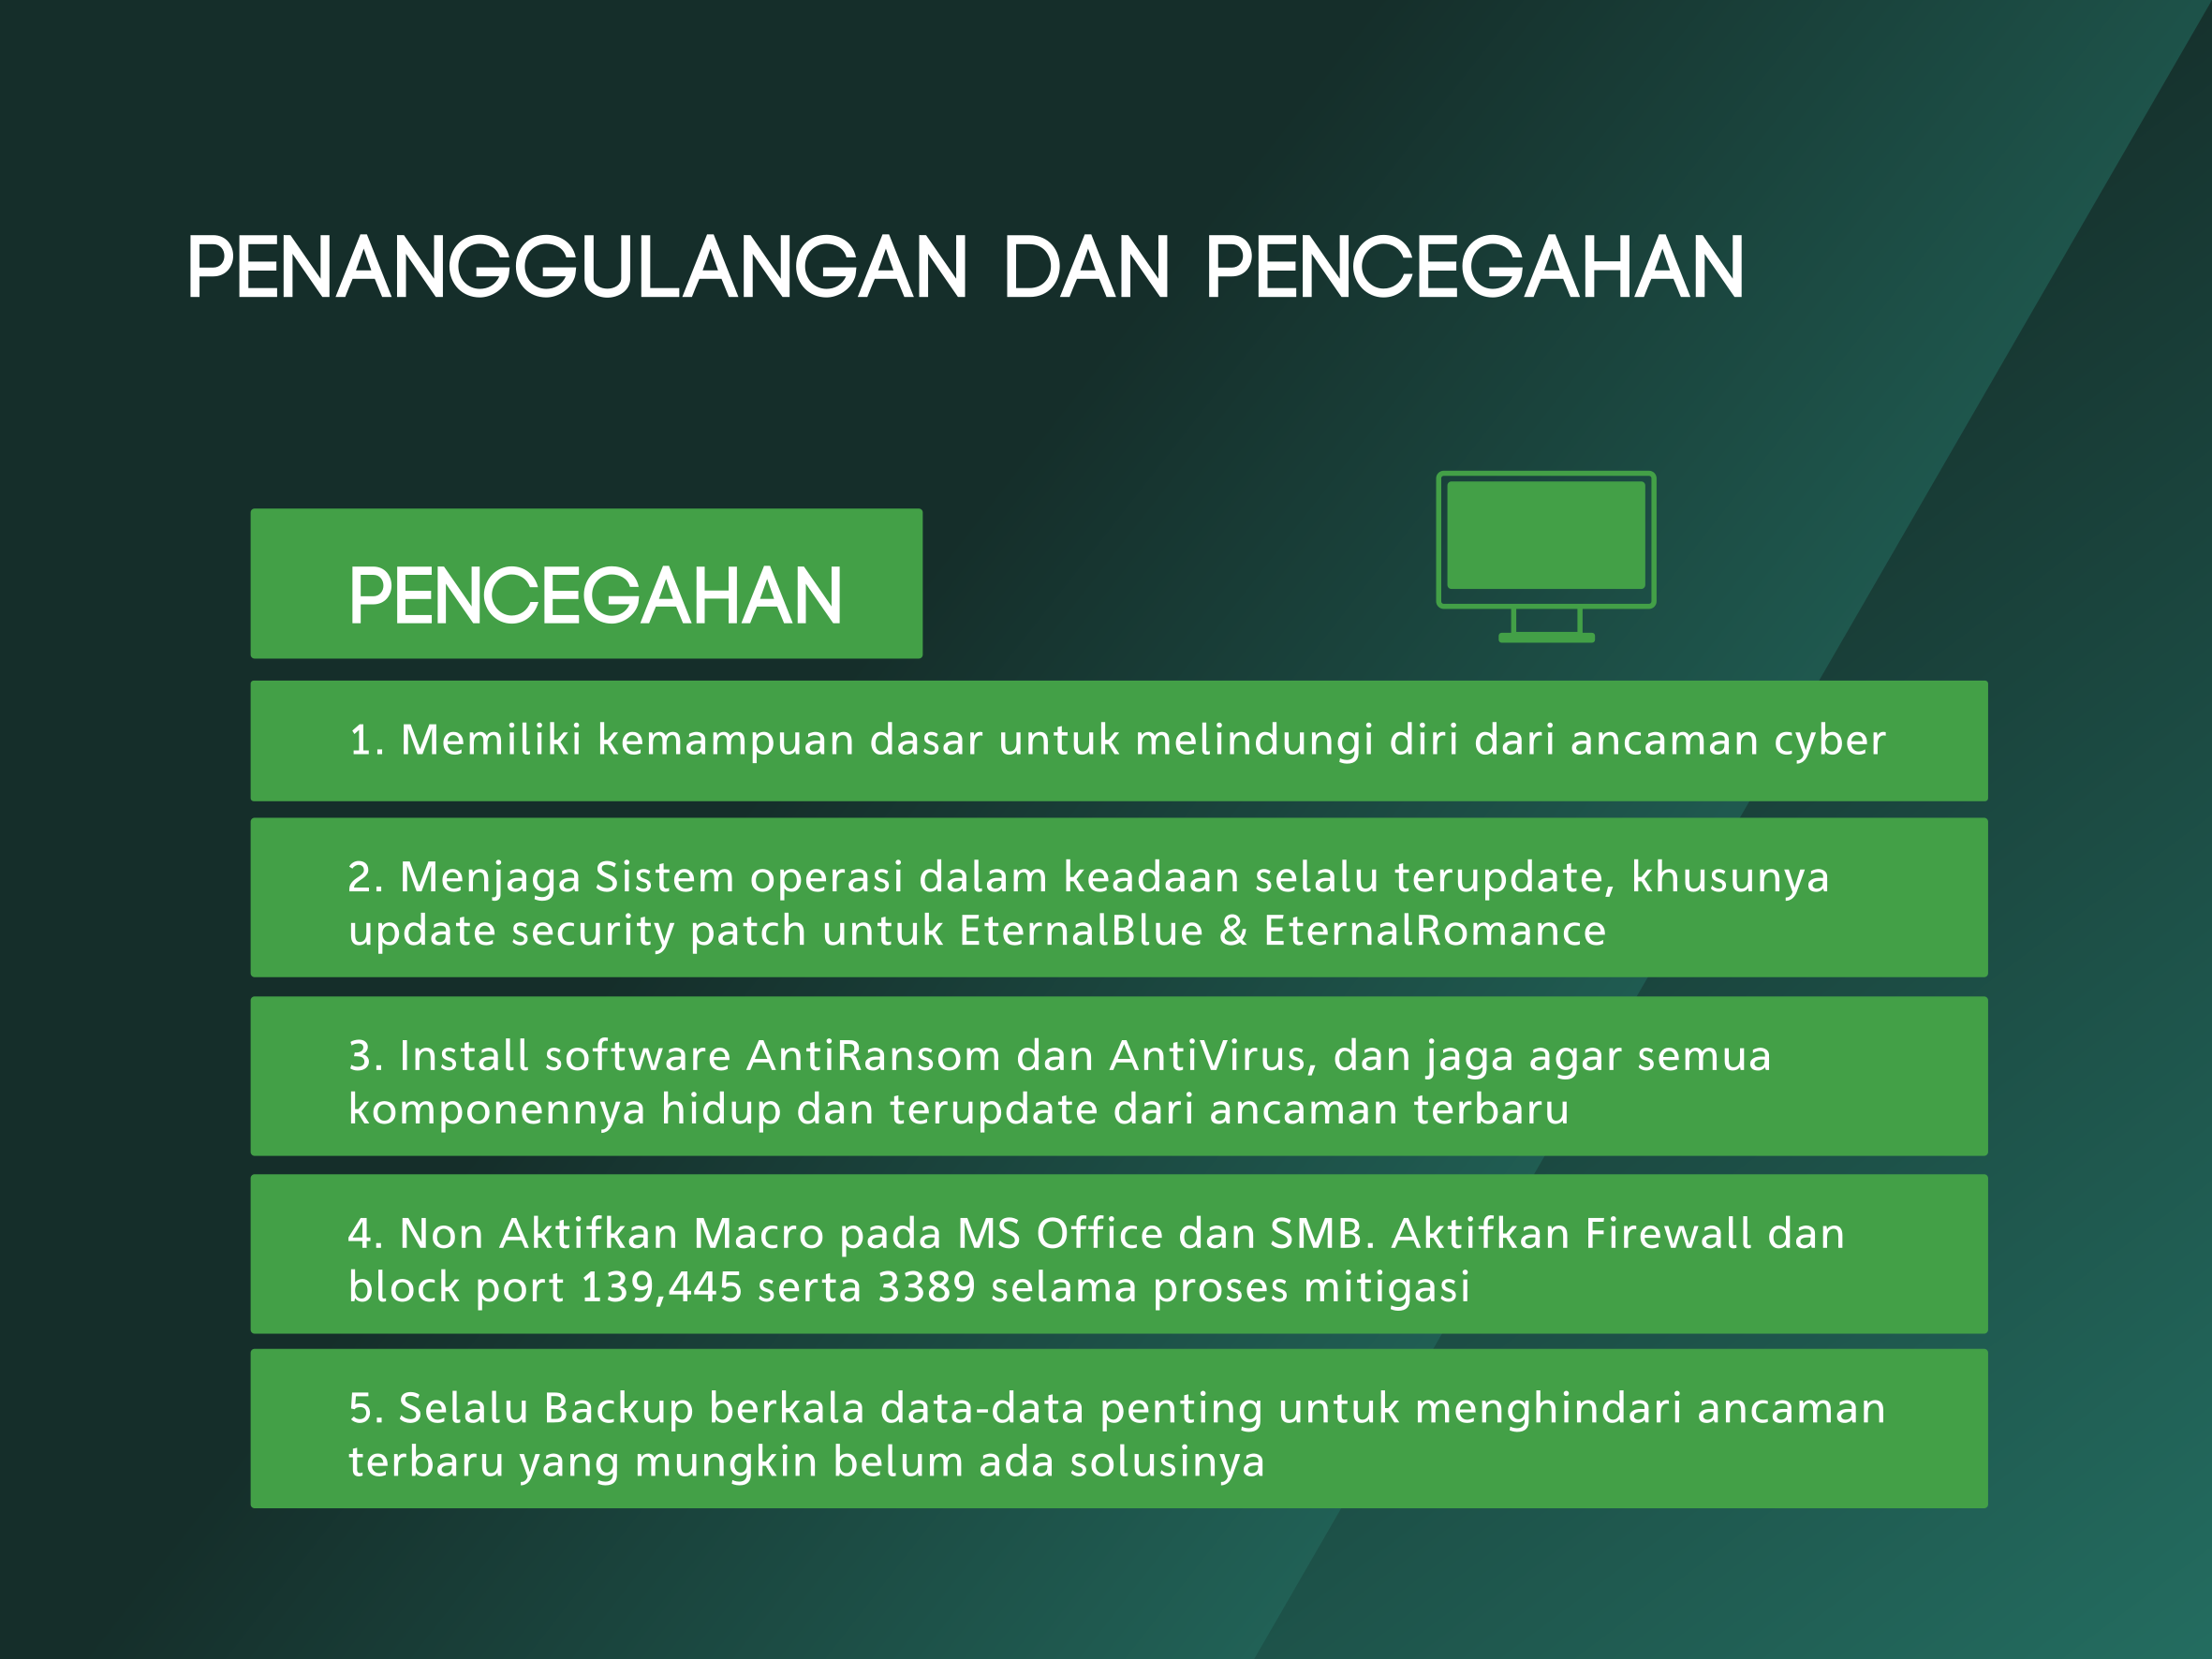 PENANGGULANGAN DAN PENCEGAHAN
PENCEGAHAN
1. Memiliki kemampuan dasar untuk melindungi diri dari ancaman cyber
2. Menjaga Sistem operasi dalam keadaan selalu terupdate, khusunya
update security patch untuk EternalBlue & EternalRomance
3. Install software AntiRansom dan AntiVirus, dan jaga agar semua
komponennya hidup dan terupdate dari ancaman terbaru
4. Non Aktifkan Macro pada MS Office dan SMB. Aktifkan Firewall dan
block port 139,445 serta 3389 selama proses mitigasi
5. Selalu Backup berkala data-data penting untuk menghindari ancaman
terbaru yang mungkin belum ada solusinya